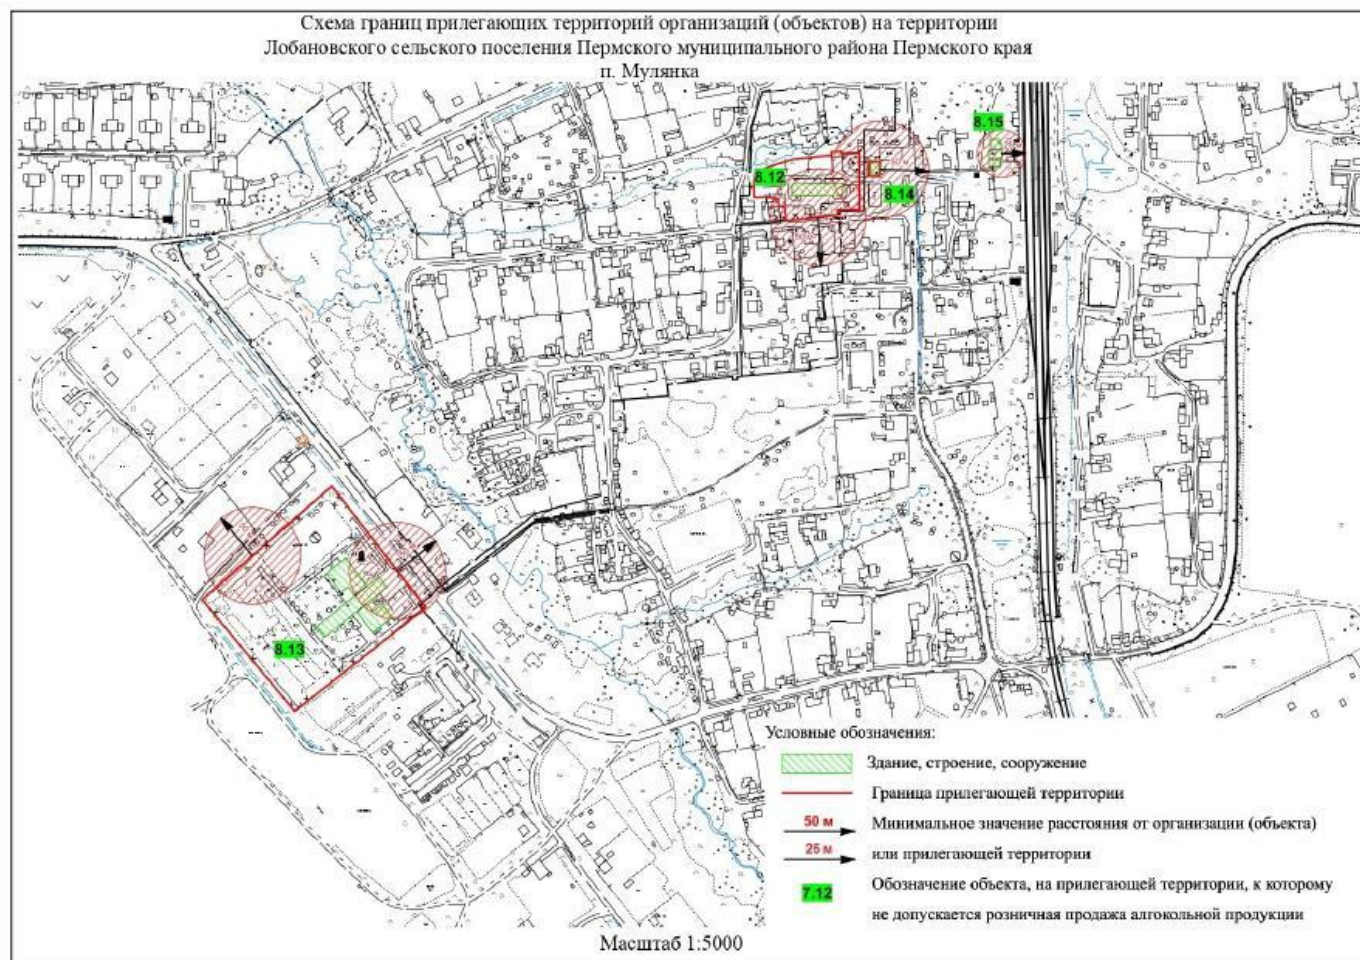 Схема границ прилегающих территорий организаций (объектов) на территории
Лобановского сельского поселения Пермского муниципального района Пермского края
п. Мулянка
8.15
8.12
8.14
8.13
Условные обозначения:
Здание, строение, сооружение
Граница прилегающей территории
50 м
Минимальное значение расстояния от организации (объекта)
25 м
или прилегающей территории
7.12
Обозначение объекта, на прилегающей территории, к которому
не допускается розничная продажа алгокольной продукции
Масштаб 1:5000